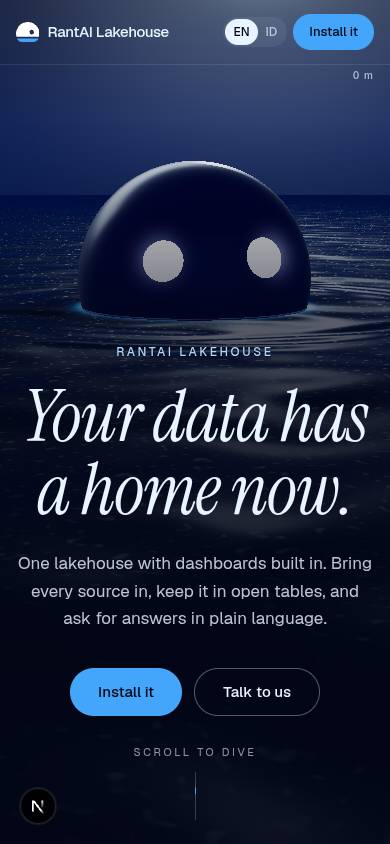 RantAI Lakehouse
EN
ID
Install it
0 m
RANTAI LAKEHOUSE
Your data has
a home now.
One lakehouse with dashboards built in. Bring
every source in, keep it in open tables, and
ask for answers in plain language.
Install it
Talk to us
SCROLL TO DIVE
N